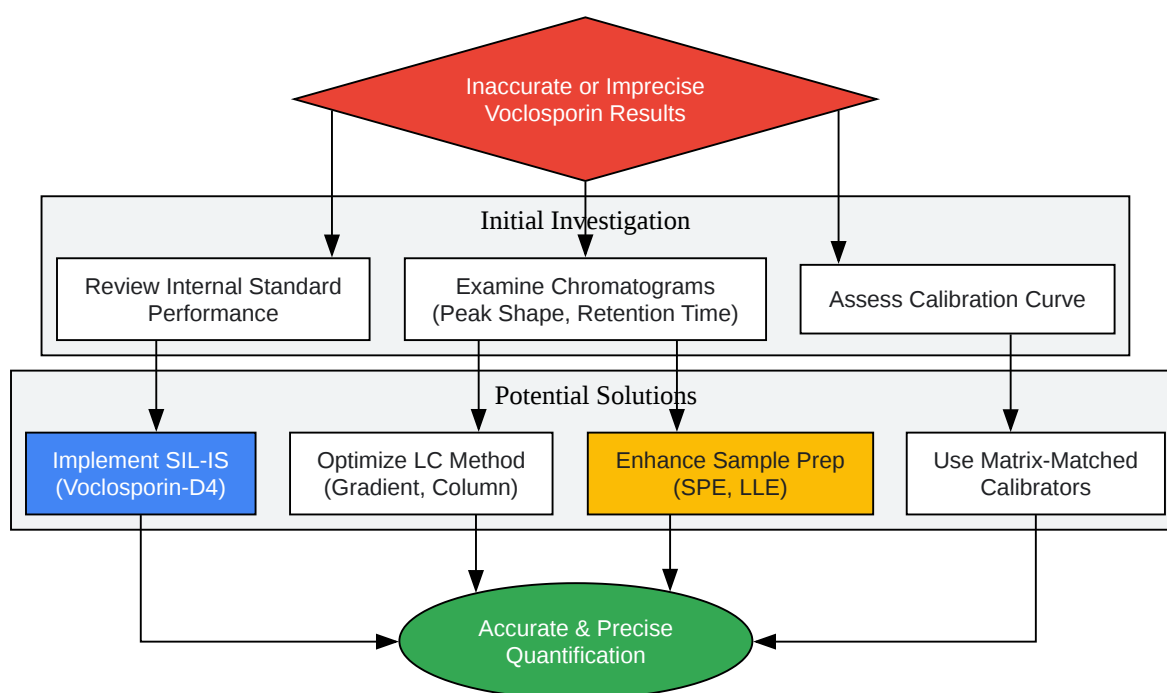 Inaccurate or Imprecise
Voclosporin Results
Initial Investigation
Review Internal Standard
Performance
Examine Chromatograms
(Peak Shape, Retention Time)
Assess Calibration Curve
Potential Solutions
Implement SIL-IS
(Voclosporin-D4)
Optimize LC Method
(Gradient, Column)
Enhance Sample Prep
(SPE, LLE)
Use Matrix-Matched
Calibrators
Accurate & Precise
Quantification